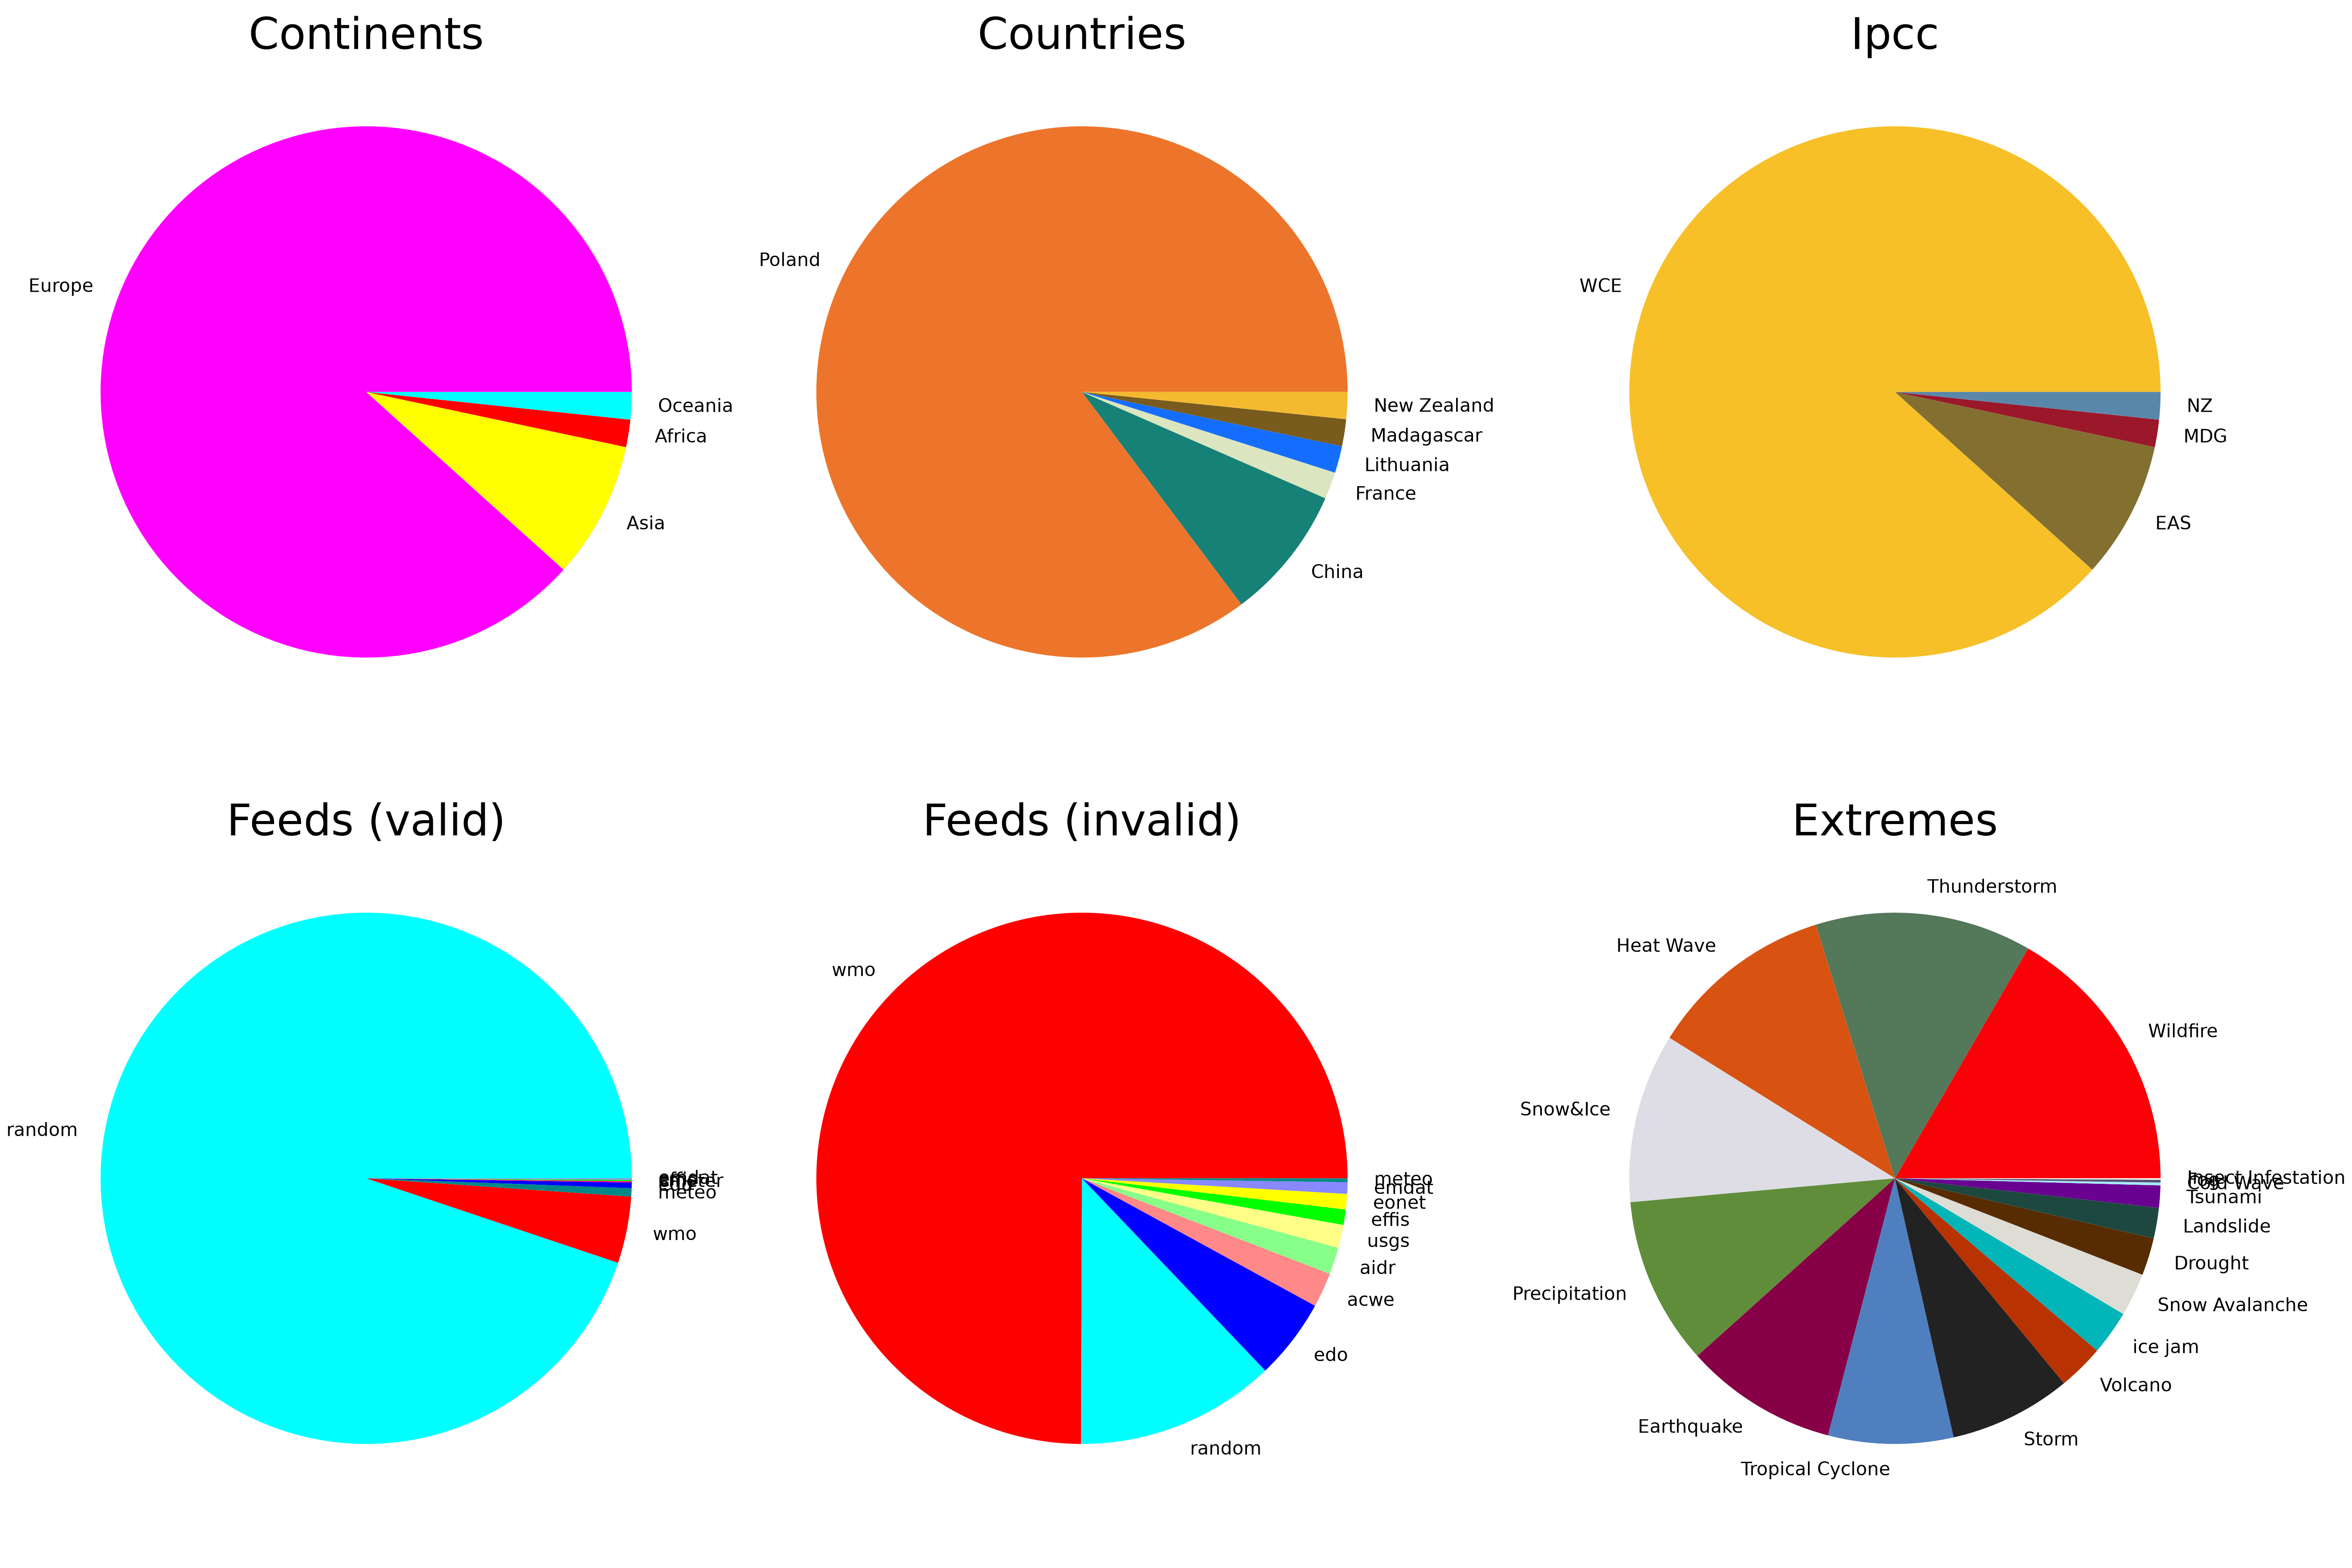 Continents
Countries
Ipcc
Europe
Oceania
Africa
Asia
Poland
New Zealand
Madagascar
Lithuania
France
China
WCE
NZ
MDG
EAS
Feeds (valid)
Feeds (invalid)
Extremes
random
meteo
wmo
wmo
meteo
emdat
eonet
effis
usgs
aidr
acwe
edo
random
Thunderstorm
Heat Wave
Wildfire
Snow&Ice
Insect Infestation
Cold Wave
Tsunami
Landslide
Drought
Snow Avalanche
ice jam
Volcano
Storm
Tropical Cyclone
Earthquake
Precipitation